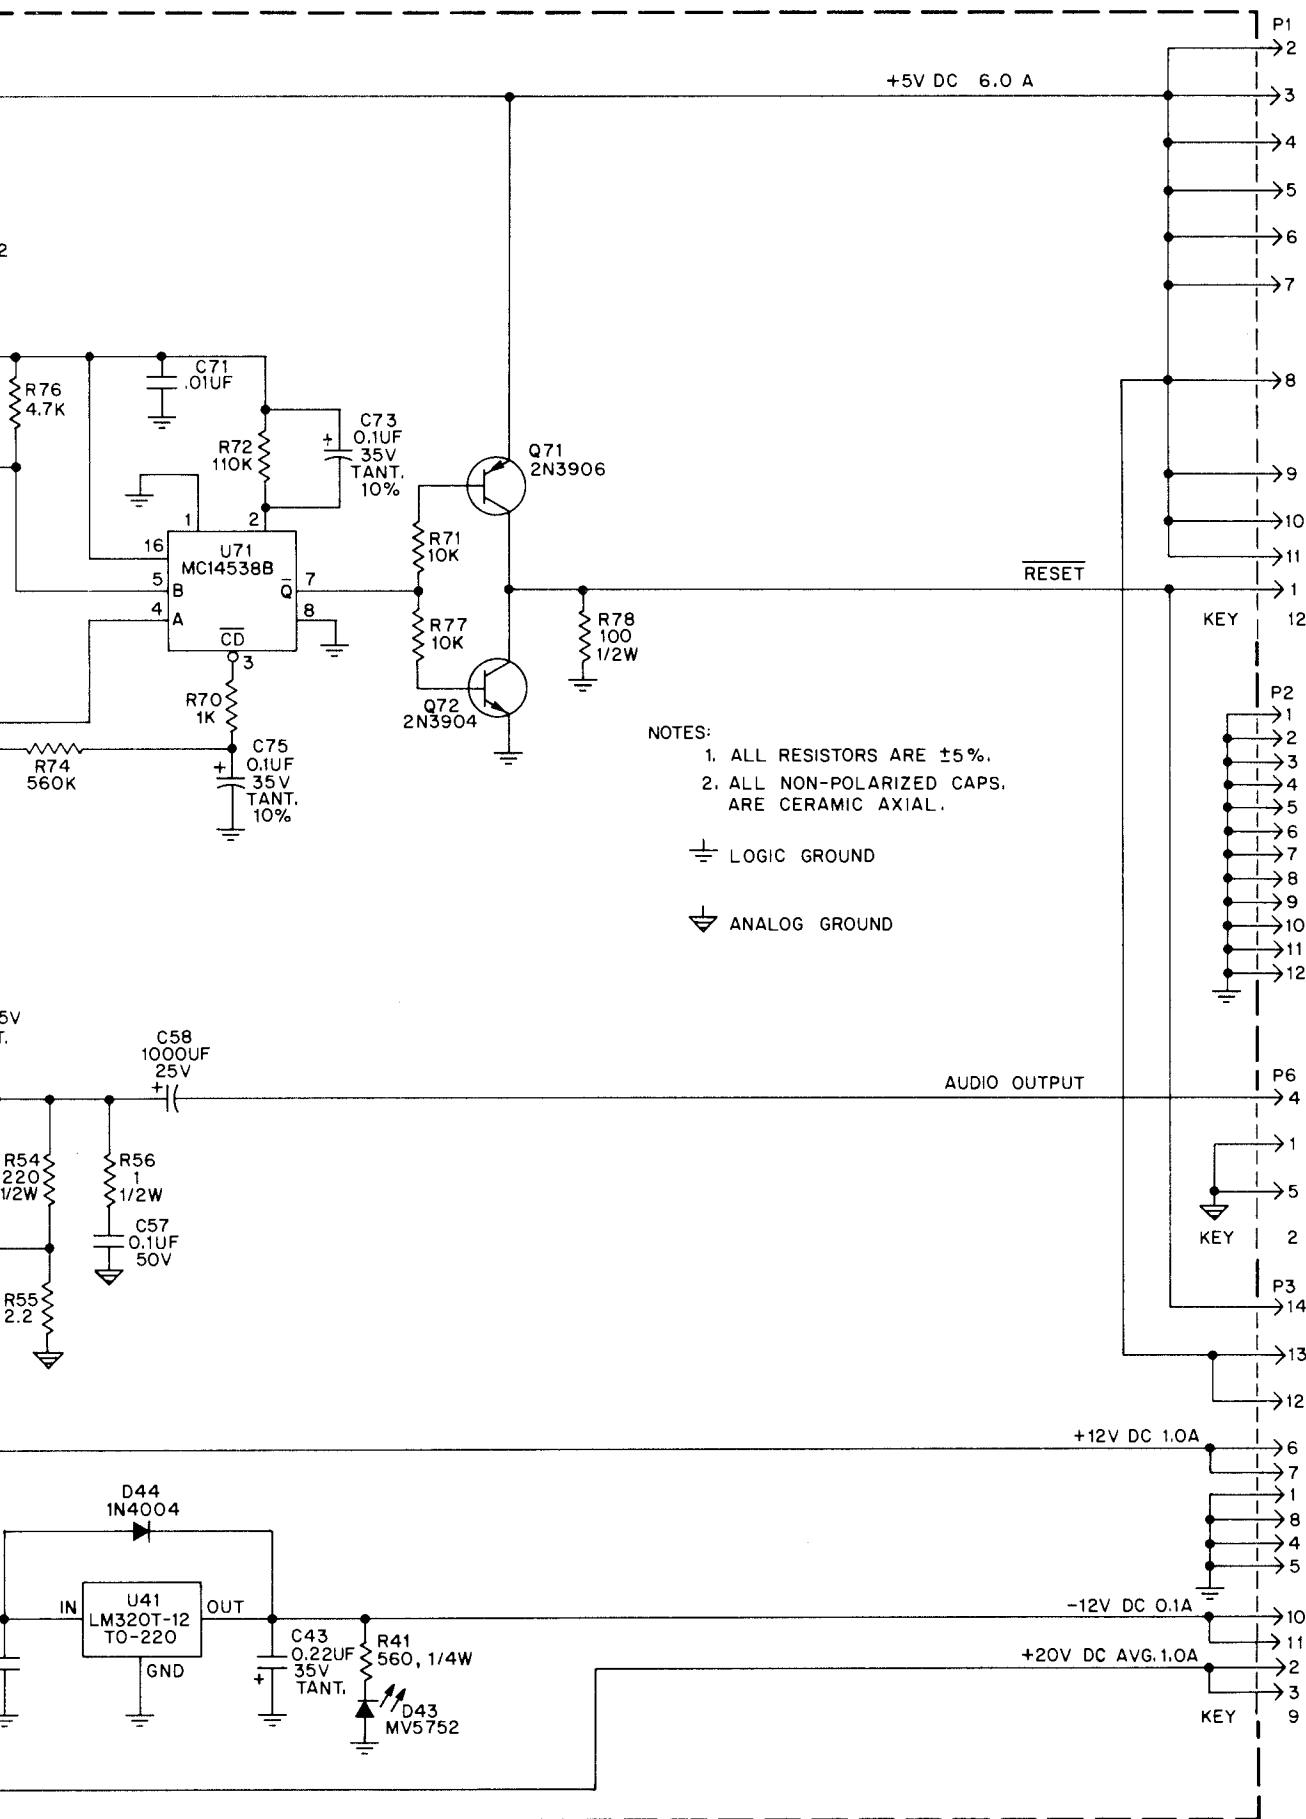 P1
2
+5V DC 6.0 A
3
4
5
6
7
8
9
10
11
RESET
1
KEY 12
2
R76
4.7K
C71
.01UF
R72
110K
C73
0.1UF
35V
TANT.
10%
+
Q71
2N3906
1
2
16
5
4
U71
MC14538B
B
A
Q
CD
7
8
3
R71
10K
R77
10K
R78
100
1/2W
Q72
2N3904
R70
1K
R74
560K
C75
0.1UF
35V
TANT.
10%
+
NOTES:
1. ALL RESISTORS ARE ±5%.
2. ALL NON-POLARIZED CAPS.
ARE CERAMIC AXIAL.
LOGIC GROUND
ANALOG GROUND
P2
1
2
3
4
5
6
7
8
9
10
11
12
5V
T.
C58
1000UF
25V
+
AUDIO OUTPUT
P6
4
1
5
KEY 2
R54
220
1/2W
R56
1
1/2W
C57
0.1UF
50V
R55
2.2
P3
14
13
12
+12V DC 1.0A
6
7
1
8
4
5
D44
1N4004
IN
U41
LM320T-12
TO-220
OUT
GND
C43
0.22UF
35V
TANT.
+
R41
560, 1/4W
D43
MV5752
-12V DC 0.1A
10
11
+20V DC AVG. 1.0A
2
3
KEY 9